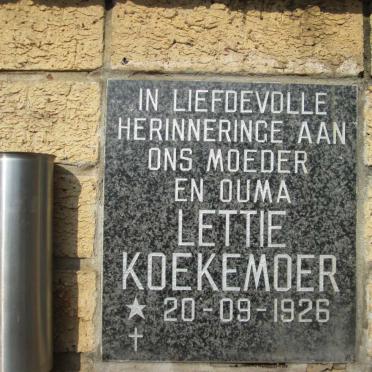 IN LIEFDEVOLLE
HERINNERINGE AAN
ONS MOEDER
EN OUMA
LETTIE
KOEKEMOER
★ 20-09-1926
✝